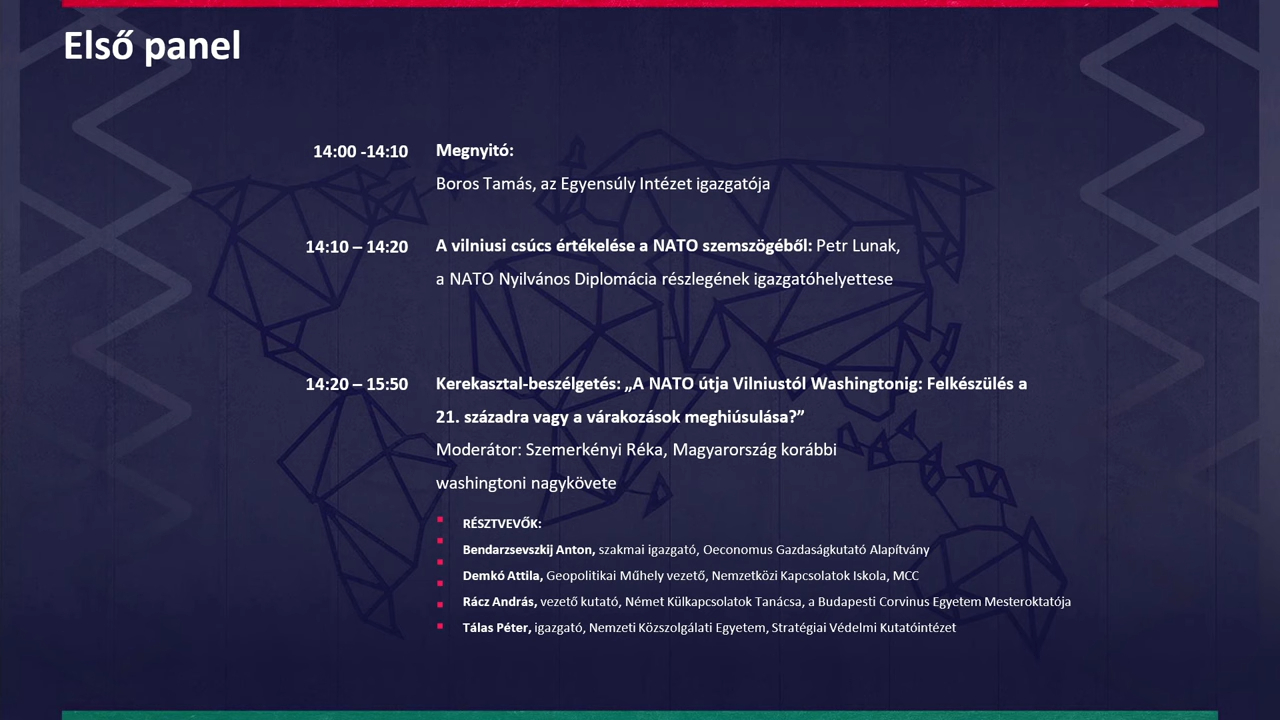 Első panel
14:00 -14:10 Megnyitó:
Boros Tamás, az Egyensúly Intézet igazgatója
14:10 – 14:20 A vilniusi csúcs értékelése a NATO szemszögéből: Petr Lunak,
a NATO Nyilvános Diplomácia részlegének igazgatóhelyettese
14:20 – 15:50 Kerekasztal-beszélgetés: „A NATO útja Vilniustól Washingtonig: Felkészülés a
21. századra vagy a várakozások meghiúsulása?”
Moderátor: Szemerkényi Réka, Magyarország korábbi
washingtoni nagykövete
RÉSZTVEVŐK:
Bendarzsevszkij Anton, szakmai igazgató, Oeconomus Gazdaságkutató Alapítvány
Demkó Attila, Geopolitikai Műhely vezető, Nemzetközi Kapcsolatok Iskola, MCC
Rácz András, vezető kutató, Német Külkapcsolatok Tanácsa, a Budapesti Corvinus Egyetem Mesteroktatója
Tálas Péter, igazgató, Nemzeti Közszolgálati Egyetem, Stratégiai Védelmi Kutatóintézet